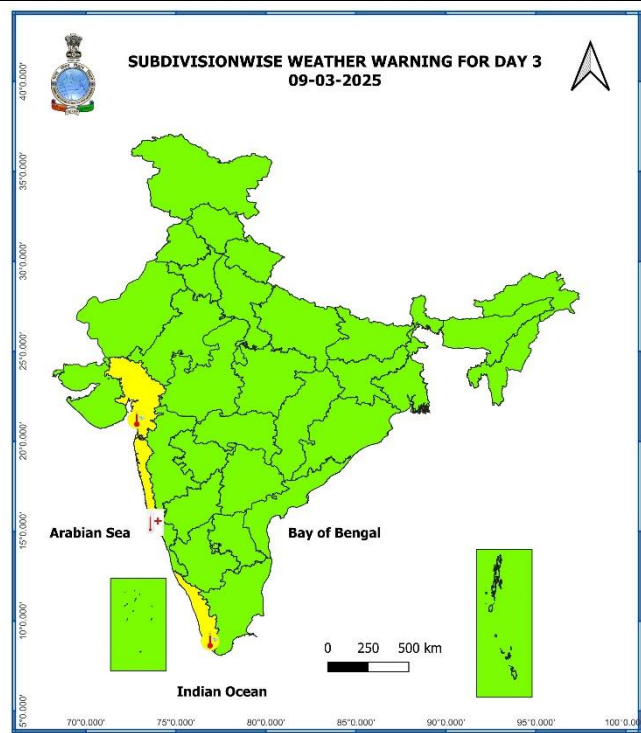 SUBDIVISIONWISE WEATHER WARNING FOR DAY 3
09-03-2025
40°0.000'
35°0.000'
30°0.000'
25°0.000'
20°0.000'
15°0.000'
10°0.000'
5°0.000'
Arabian Sea
Bay of Bengal
0 250 500 km
Indian Ocean
70°0.000' 75°0.000' 80°0.000' 85°0.000' 90°0.000' 95°0.000' 100°0.000'